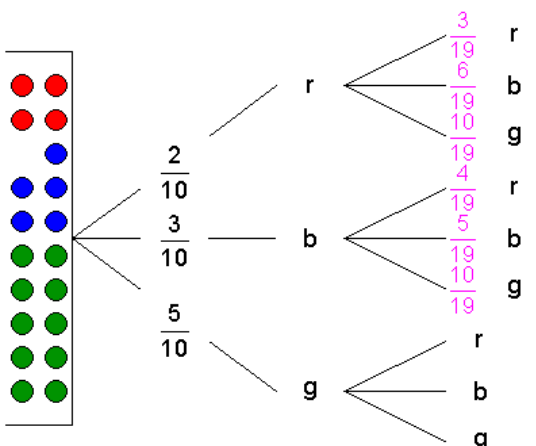 2/10 r 3/19 r
6/19 b
10/19 g
3/10 b 4/19 r
5/19 b
10/19 g
5/10 g r
b
g